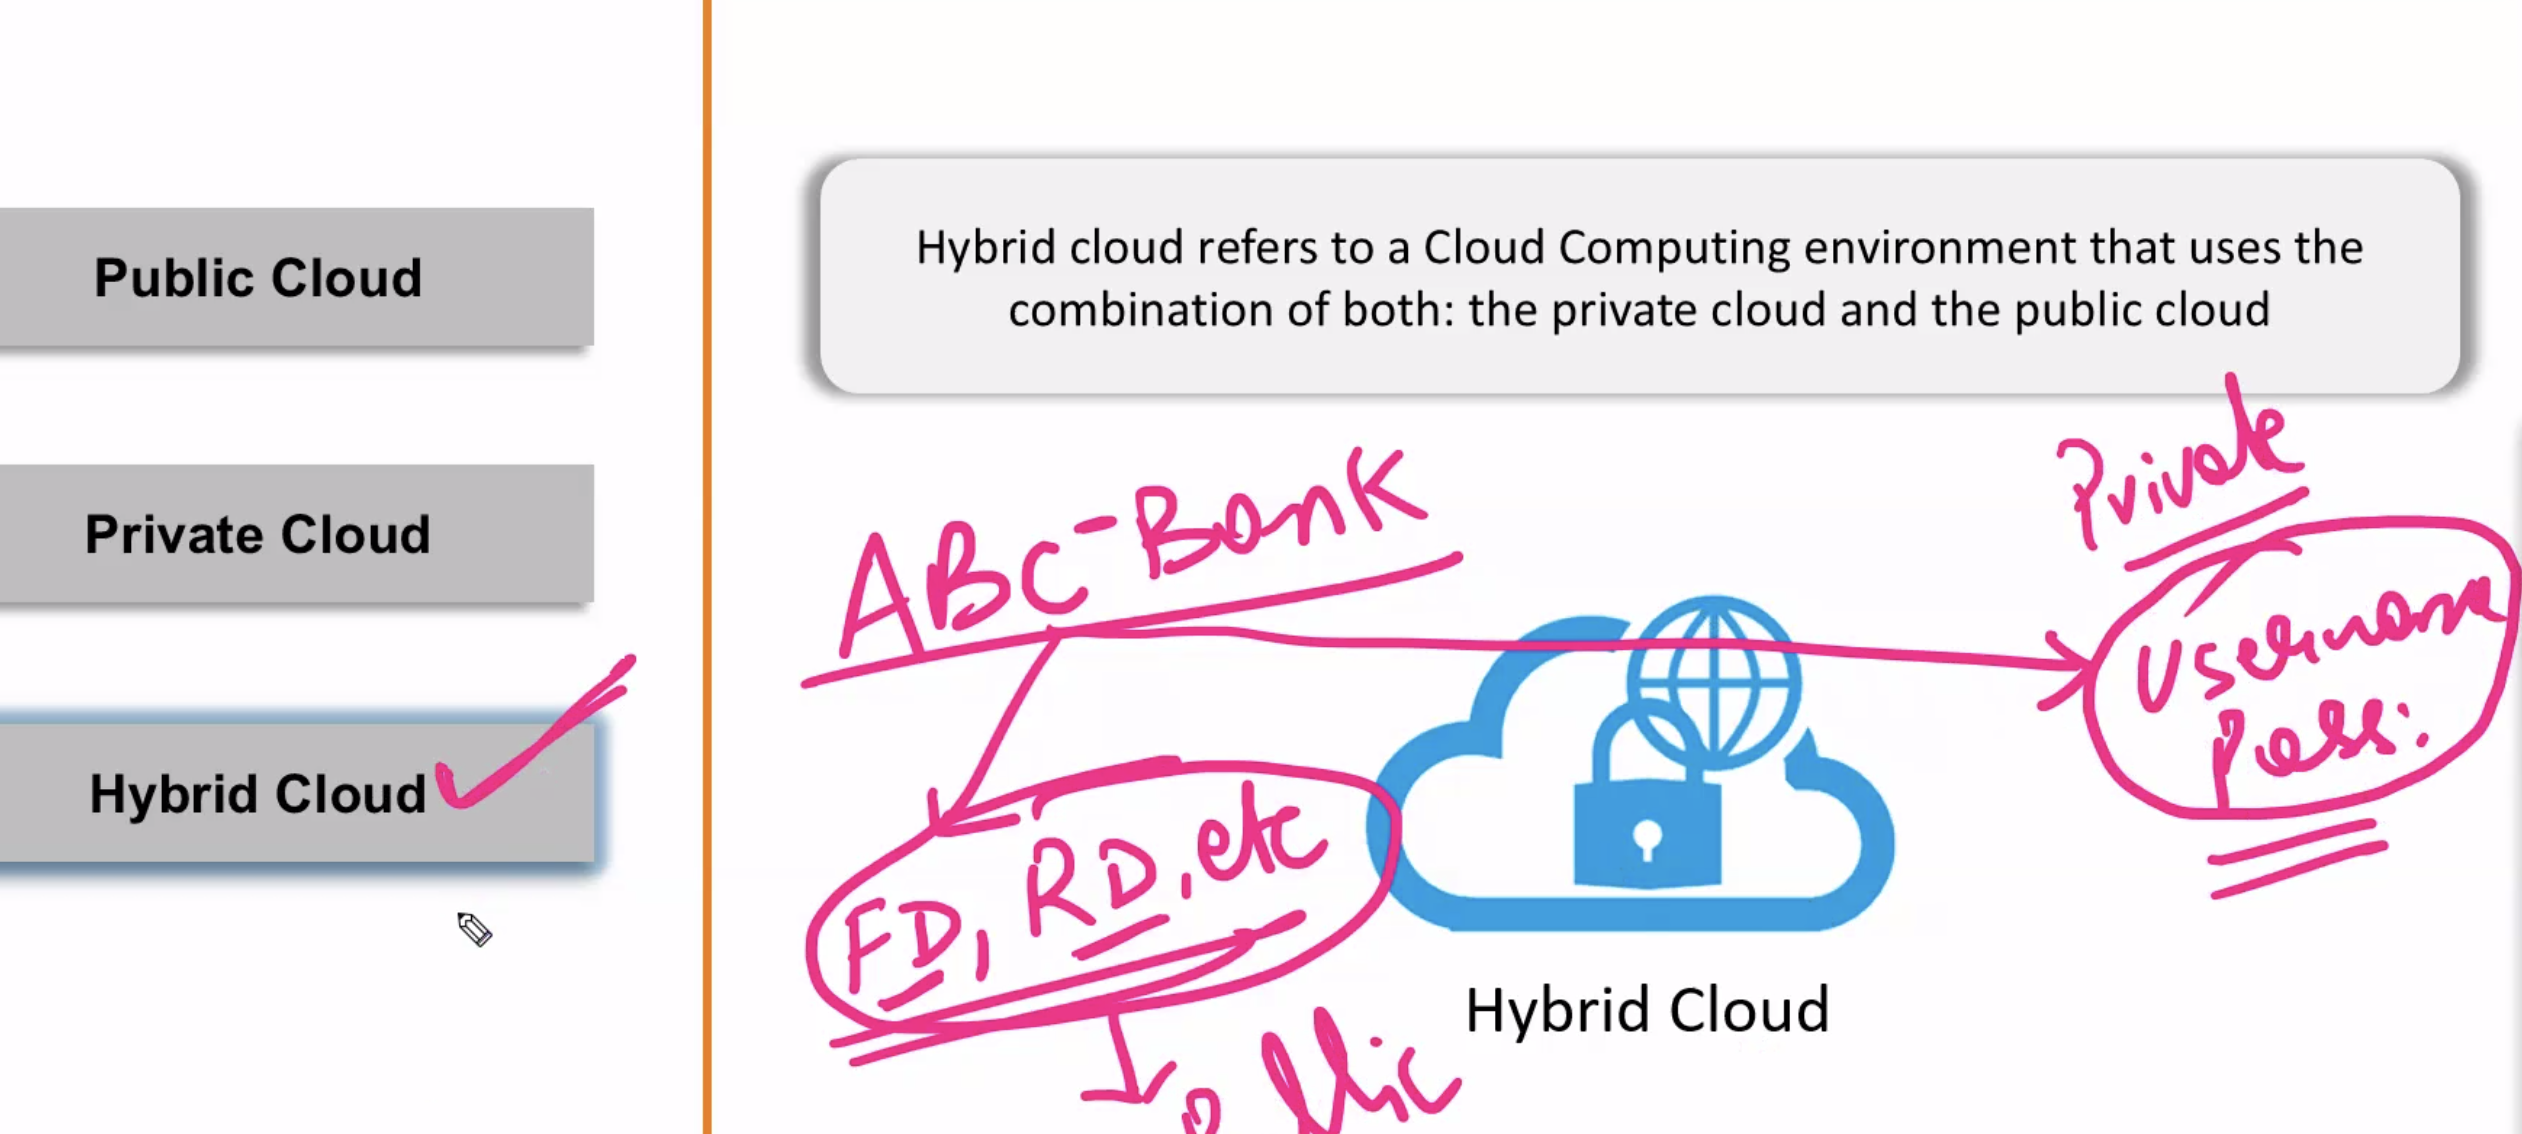 Public Cloud
Private Cloud
Hybrid Cloud
Hybrid cloud refers to a Cloud Computing environment that uses the
combination of both: the private cloud and the public cloud
Private
ABC-Bank
Username
Pass:
FD, RD, etc
Hybrid Cloud